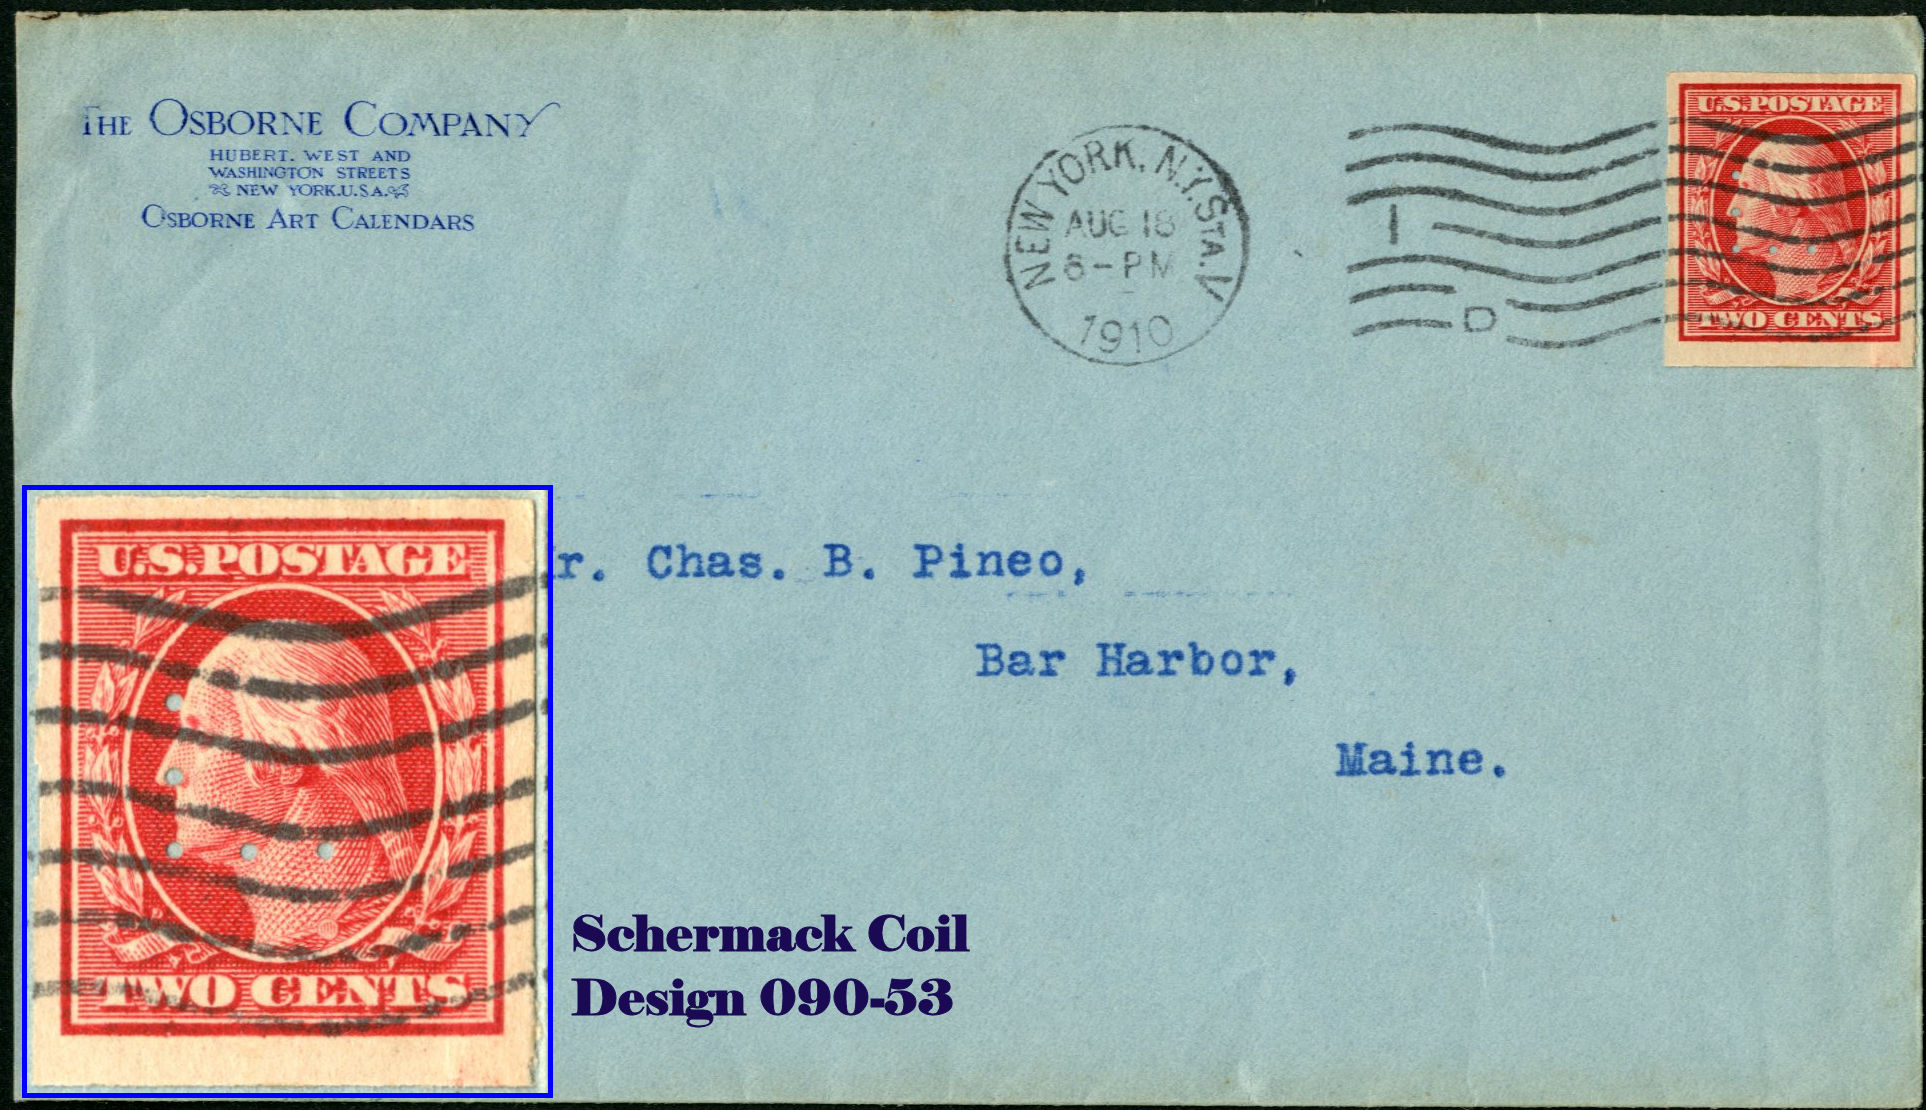 THE OSBORNE COMPANY
HUBERT, WEST AND
WASHINGTON STREETS
NEW YORK.U.S.A.
OSBORNE ART CALENDARS
NEW YORK, N.Y. STA. V
AUG 18
6-PM
1910
I
D
U.S. POSTAGE
TWO CENTS
r. Chas. B. Pineo,
Bar Harbor,
Maine.
U.S. POSTAGE
TWO CENTS
Schermack Coil
Design 090-53